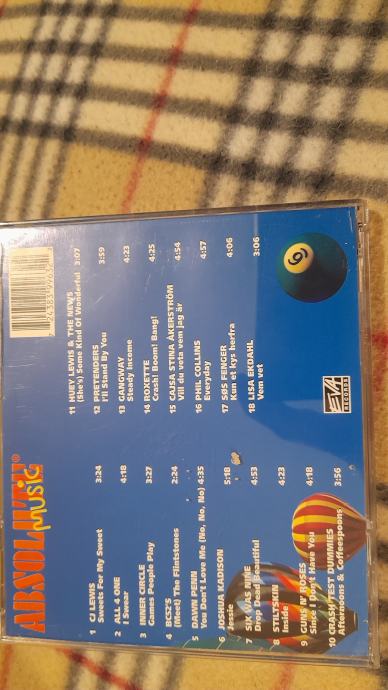 ABSOLUTE®
music
1 CJ LEWIS
Sweets For My Sweet 3:24
2 ALL 4 ONE
I Swear 4:18
3 INNER CIRCLE
Games People Play 3:27
4 BC52'S
(Meet) The Flintstones 2:24
5 DAWN PENN
You Don't Love Me (No, No, No) 4:35
6 JOSHUA KADISON
Jessie 5:18
7 SIX WAS NINE
Drop Dead Beautiful 4:53
8 STILTSKIN
Inside 4:23
9 GUNS N' ROSES
Since I Don't Have You 4:18
10 CRASH TEST DUMMIES
Afternoons & Coffeespoons 3:56
11 HUEY LEWIS & THE NEWS
(She's) Some Kind Of Wonderful 3:07
12 PRETENDERS
I'll Stand By You 3:59
13 GANGWAY
Steady Income 4:23
14 ROXETTE
Crash! Boom! Bang! 4:25
15 CAJSA STINA ÅKERSTRÖM
Vill du veta vem jag är 4:54
16 PHIL COLLINS
Everyday 4:57
17 SØS FENGER
Kun et kys herfra 4:06
18 LISA EKDAHL
Vem vet 3:06
9
EVA
RECORDS